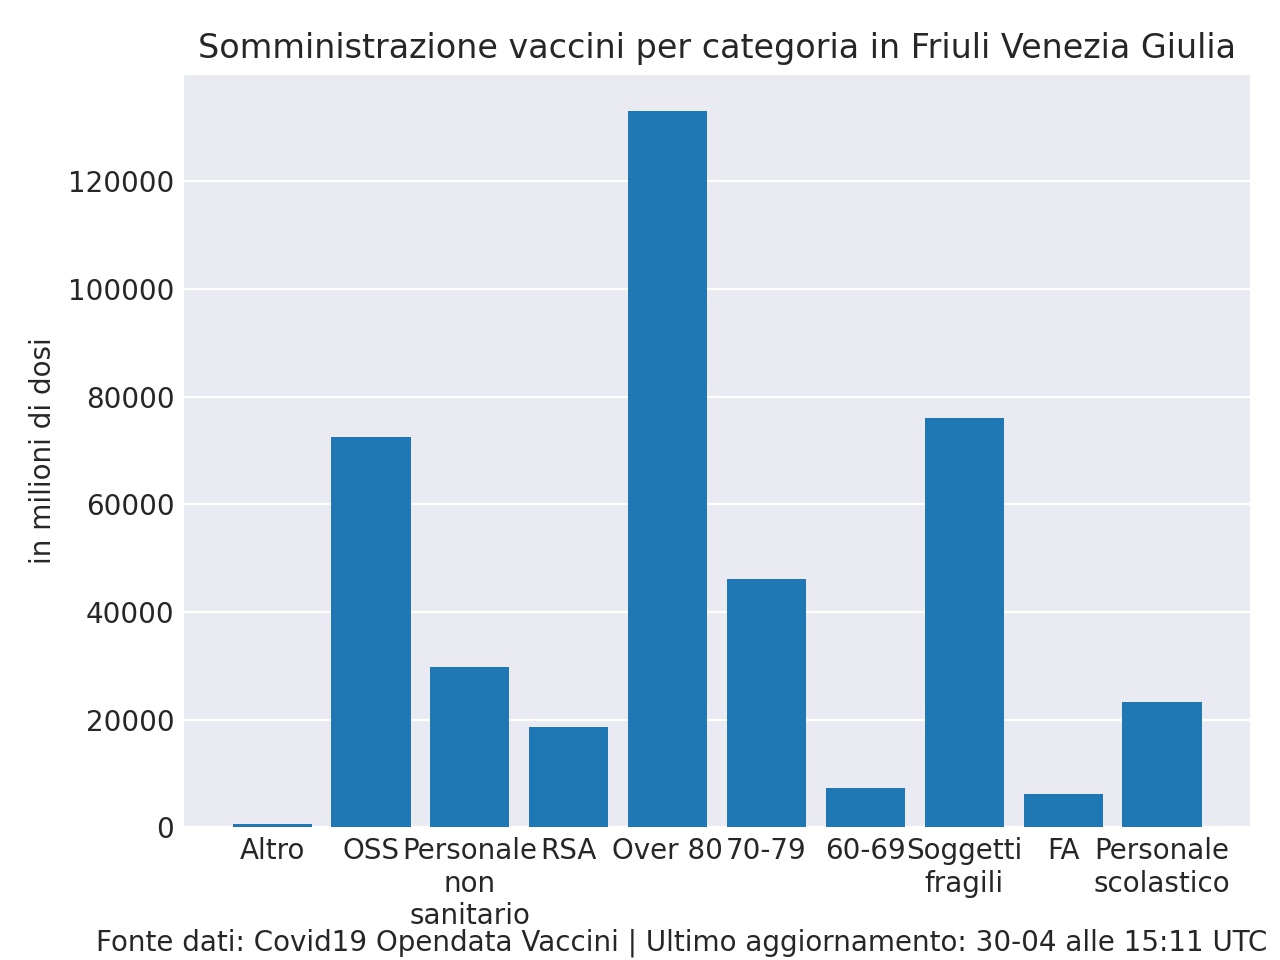 Somministrazione vaccini per categoria in Friuli Venezia Giulia
in milioni di dosi
120000
100000
80000
60000
40000
20000
0
Altro
OSS
Personale
non
sanitario
RSA
Over 80
70-79
60-69
Soggetti
fragili
FA
Personale
scolastico
Fonte dati: Covid19 Opendata Vaccini | Ultimo aggiornamento: 30-04 alle 15:11 UTC